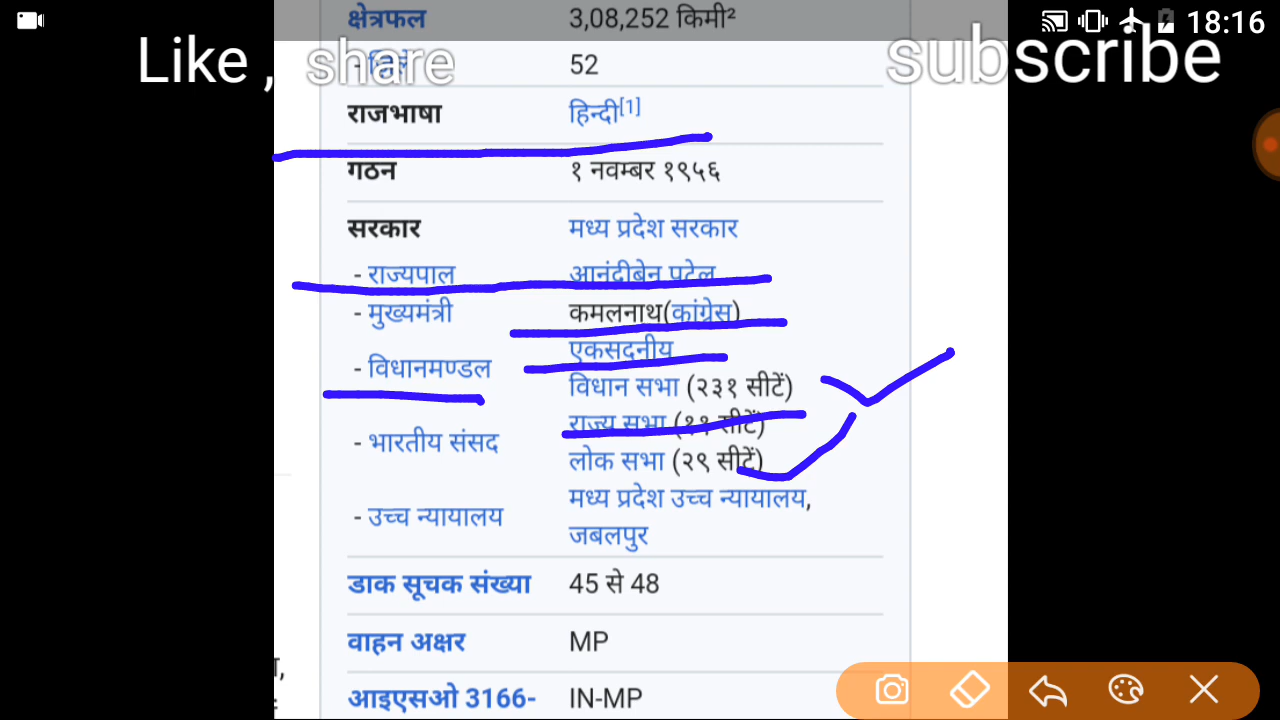 18:16
Like , share subscribe
क्षेत्रफल 3,08,252 किमी²
- जिले 52
राजभाषा हिन्दी[1]
गठन १ नवम्बर १९५६
सरकार मध्य प्रदेश सरकार
- राज्यपाल आनंदीबेन पटेल
- मुख्यमंत्री कमलनाथ(कांग्रेस)
- विधानमण्डल एकसदनीय
विधान सभा (२३१ सीटें)
- भारतीय संसद राज्य सभा (११ सीटें)
लोक सभा (२९ सीटें)
- उच्च न्यायालय मध्य प्रदेश उच्च न्यायालय,
जबलपुर
डाक सूचक संख्या 45 से 48
वाहन अक्षर MP
आइएसओ 3166- IN-MP